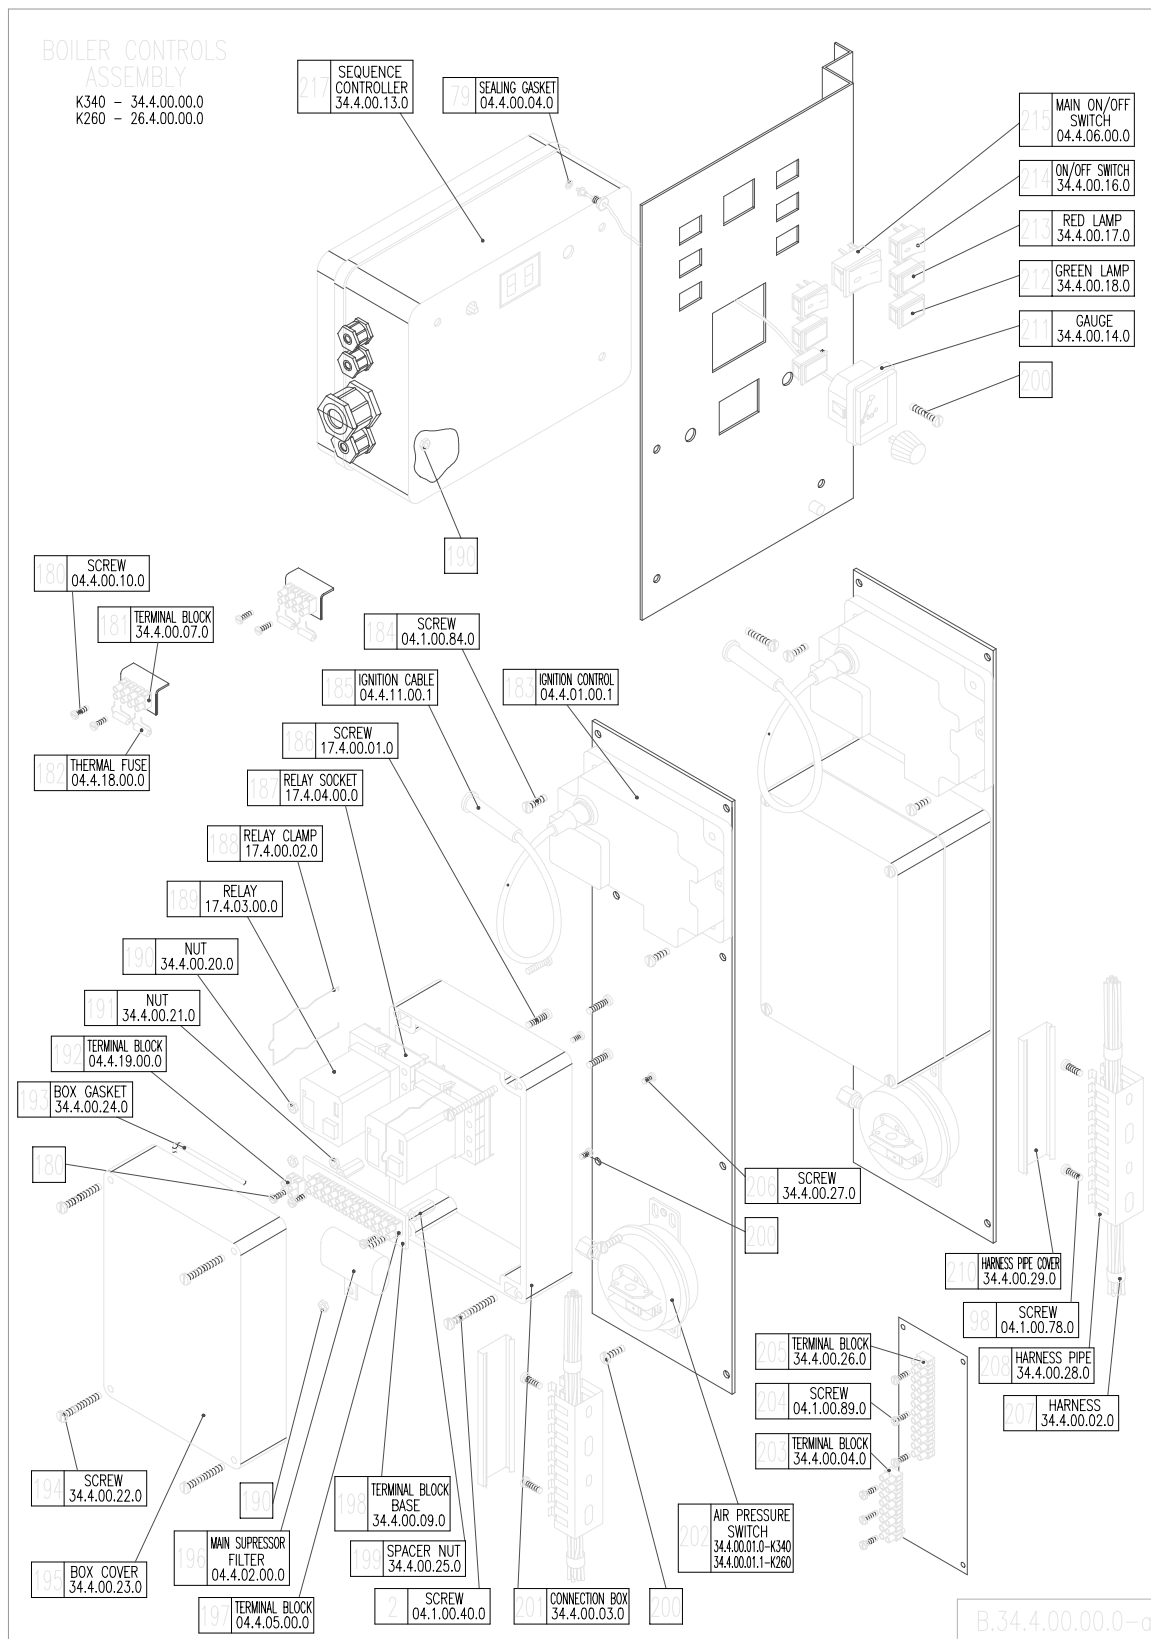 BOILER CONTROLS
ASSEMBLY
K340 - 34.4.00.00.0
K260 - 26.4.00.00.0
217 SEQUENCE
CONTROLLER
34.4.00.13.0
79 SEALING GASKET
04.4.00.04.0
215 MAIN ON/OFF
SWITCH
04.4.06.00.0
214 ON/OFF SWITCH
34.4.00.16.0
213 RED LAMP
34.4.00.17.0
212 GREEN LAMP
34.4.00.18.0
211 GAUGE
34.4.00.14.0
200
190
180 SCREW
04.4.00.10.0
181 TERMINAL BLOCK
34.4.00.07.0
182 THERMAL FUSE
04.4.18.00.0
184 SCREW
04.1.00.84.0
185 IGNITION CABLE
04.4.11.00.1
183 IGNITION CONTROL
04.4.01.00.1
186 SCREW
17.4.00.01.0
187 RELAY SOCKET
17.4.04.00.0
188 RELAY CLAMP
17.4.00.02.0
189 RELAY
17.4.03.00.0
190 NUT
34.4.00.20.0
191 NUT
34.4.00.21.0
192 TERMINAL BLOCK
04.4.19.00.0
193 BOX GASKET
34.4.00.24.0
180
206 SCREW
34.4.00.27.0
200
210 HARNESS PIPE COVER
34.4.00.29.0
98 SCREW
04.1.00.78.0
208 HARNESS PIPE
34.4.00.28.0
207 HARNESS
34.4.00.02.0
205 TERMINAL BLOCK
34.4.00.26.0
204 SCREW
04.1.00.89.0
203 TERMINAL BLOCK
34.4.00.04.0
194 SCREW
34.4.00.22.0
190
198 TERMINAL BLOCK
BASE
34.4.00.09.0
202 AIR PRESSURE
SWITCH
34.4.00.01.0-K340
34.4.00.01.1-K260
195 BOX COVER
34.4.00.23.0
196 MAIN SUPRESSOR
FILTER
04.4.02.00.0
199 SPACER NUT
34.4.00.25.0
197 TERMINAL BLOCK
04.4.05.00.0
2 SCREW
04.1.00.40.0
201 CONNECTION BOX
34.4.00.03.0
200
B.34.4.00.00.0-a